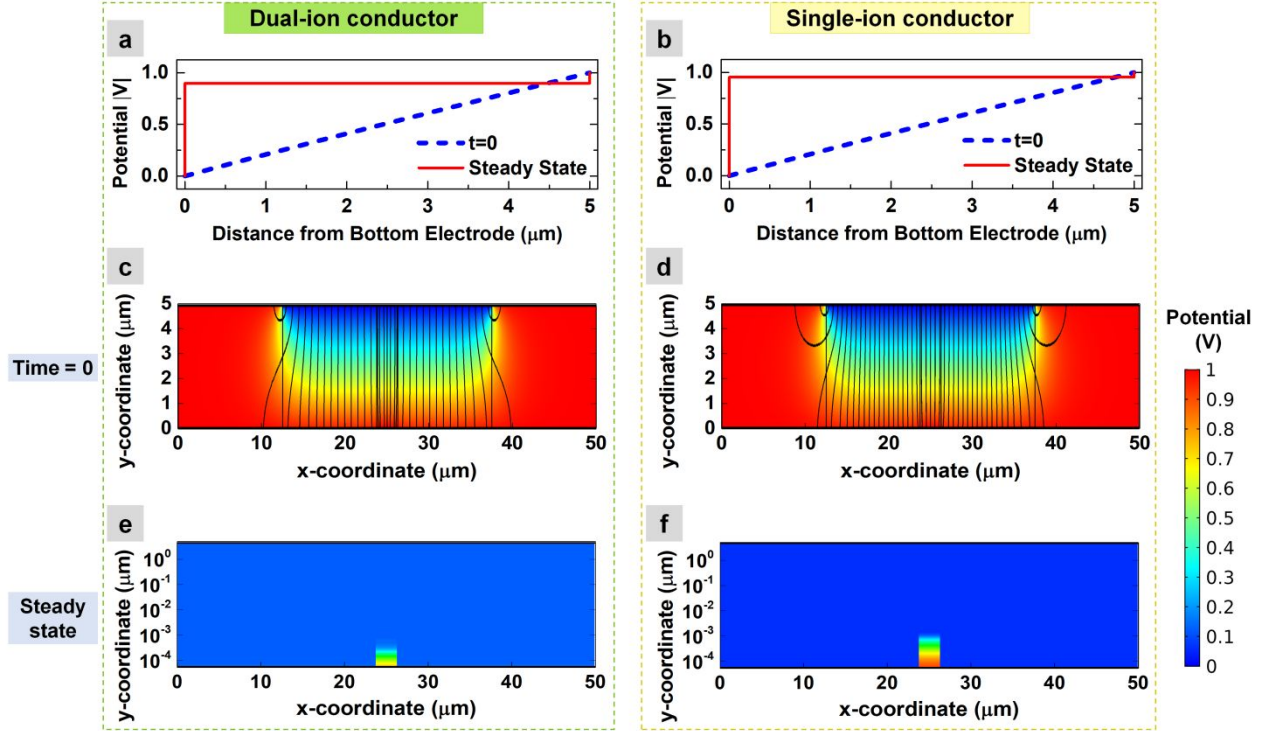 Dual-ion conductor
Single-ion conductor
a
1.0
0.5
0.0
Potential |V|
t=0
Steady State
0 1 2 3 4 5
Distance from Bottom Electrode (μm)
b
1.0
0.5
0.0
Potential |V|
t=0
Steady State
0 1 2 3 4 5
Distance from Bottom Electrode (μm)
Time = 0
c
5
4
3
2
1
0
y-coordinate (μm)
0 10 20 30 40 50
x-coordinate (μm)
d
5
4
3
2
1
0
y-coordinate (μm)
0 10 20 30 40 50
x-coordinate (μm)
Potential
(V)
1
0.9
0.8
0.7
0.6
0.5
0.4
0.3
0.2
0.1
0
Steady
state
e
10⁰
10⁻¹
10⁻²
10⁻³
10⁻⁴
y-coordinate (μm)
0 10 20 30 40 50
x-coordinate (μm)
f
10⁰
10⁻¹
10⁻²
10⁻³
10⁻⁴
y-coordinate (μm)
0 10 20 30 40 50
x-coordinate (μm)